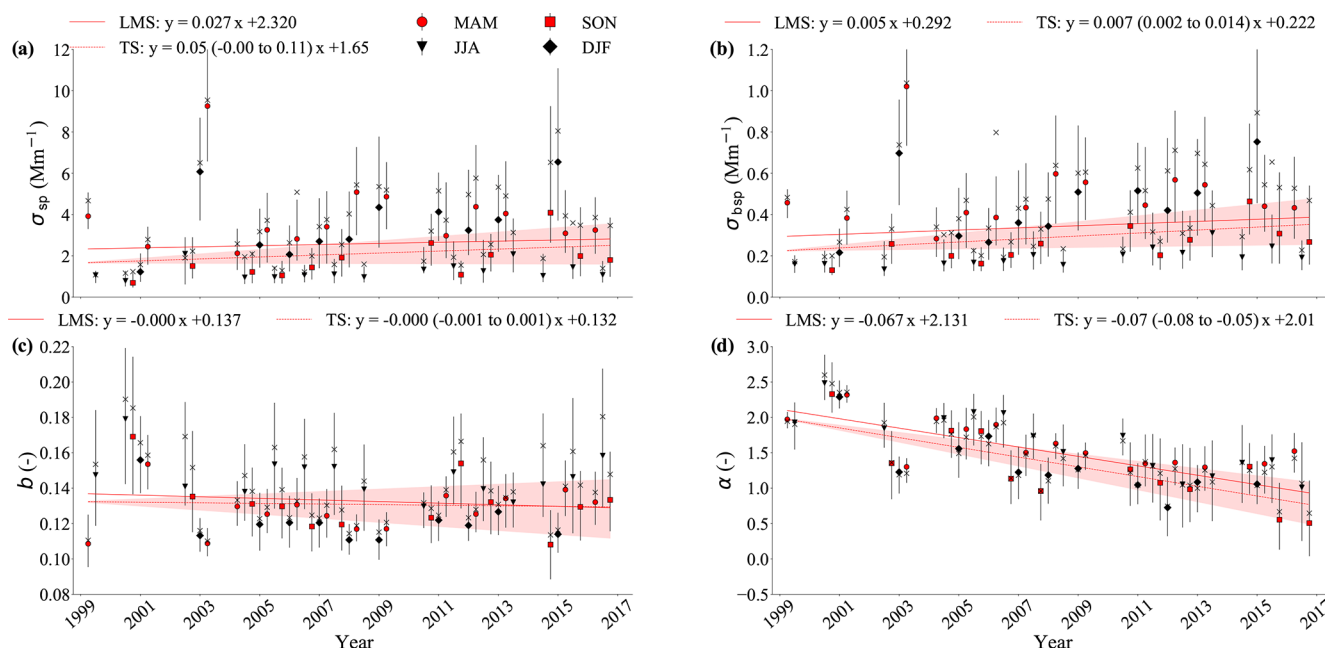 LMS: y = 0.027 x +2.320
TS: y = 0.05 (-0.00 to 0.11) x +1.65
MAM
JJA
SON
DJF
(a)
12
10
8
6
4
2
0
σsp (Mm⁻¹)
LMS: y = 0.005 x +0.292
TS: y = 0.007 (0.002 to 0.014) x +0.222
(b)
1.2
1.0
0.8
0.6
0.4
0.2
0.0
σbsp (Mm⁻¹)
LMS: y = -0.000 x +0.137
TS: y = -0.000 (-0.001 to 0.001) x +0.132
(c)
0.22
0.20
0.18
0.16
0.14
0.12
0.10
0.08
b (-)
1999
2001
2003
2005
2007
2009
2011
2013
2015
2017
Year
LMS: y = -0.067 x +2.131
TS: y = -0.07 (-0.08 to -0.05) x +2.01
(d)
3.0
2.5
2.0
1.5
1.0
0.5
0.0
−0.5
α (-)
1999
2001
2003
2005
2007
2009
2011
2013
2015
2017
Year